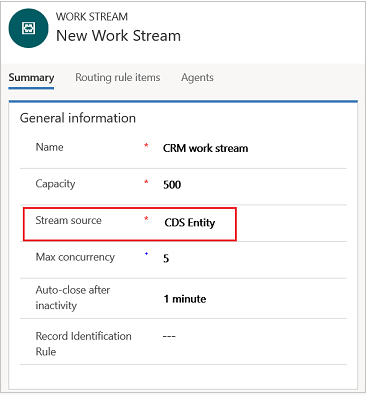 WORK STREAM
New Work Stream
Summary Routing rule items Agents
General information
Name * CRM work stream
Capacity * 500
Stream source * CDS Entity
Max concurrency * 5
Auto-close after
inactivity 1 minute
Record Identification
Rule ---